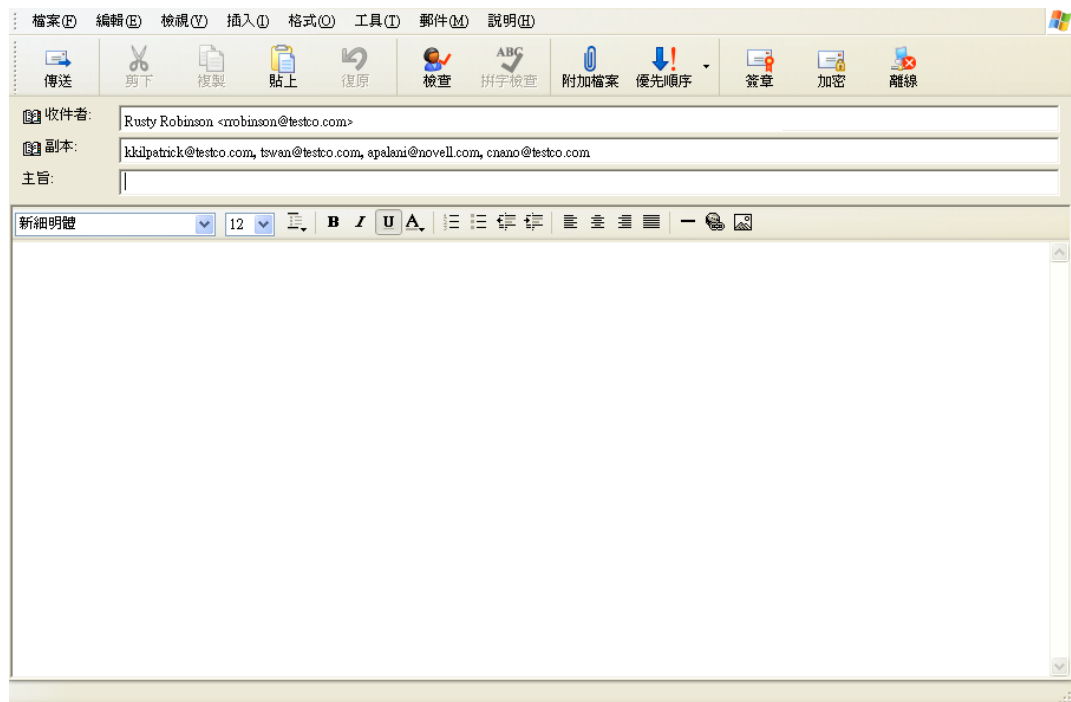 檔案(F) 編輯(E) 檢視(V) 插入(I) 格式(O) 工具(T) 郵件(M) 說明(H)
傳送 剪下 複製 貼上 復原 檢查 ABC 拼字檢查 附加檔案 優先順序 簽章 加密 離線
收件者: Rusty Robinson <rrobinson@testco.com>
副本: kkilpatrick@testco.com, tswan@testco.com, apalani@novell.com, cnano@testco.com
主旨:
新細明體 12 B I U A